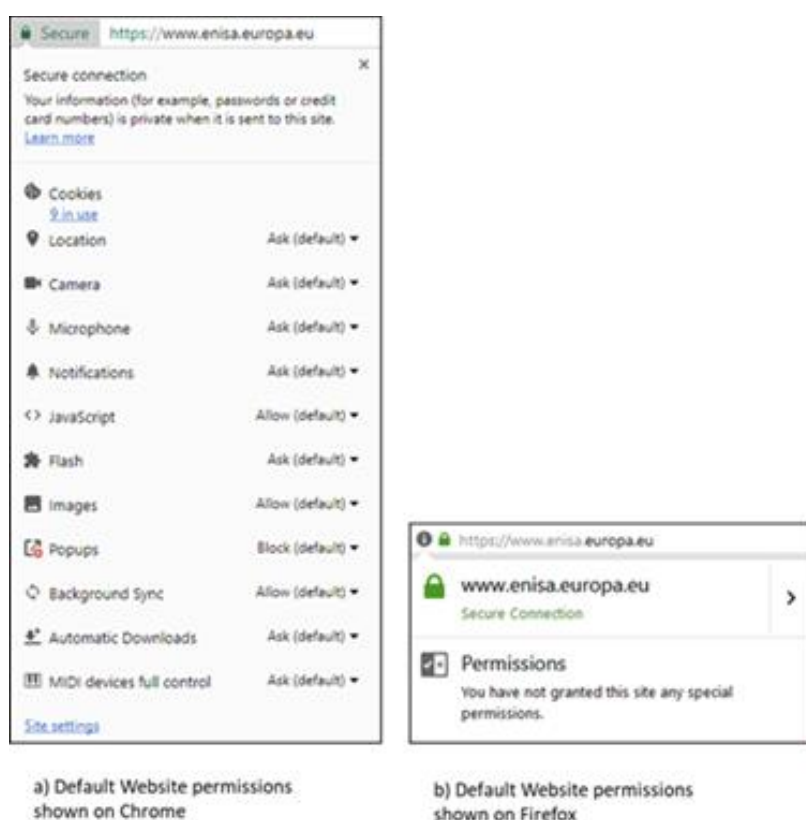 Secure https://www.enisa.europa.eu
Secure connection
Your information (for example, passwords or credit
card numbers) is private when it is sent to this site.
Learn more
Cookies
9 in use
Location Ask (default)
Camera Ask (default)
Microphone Ask (default)
Notifications Ask (default)
<> JavaScript Allow (default)
Flash Ask (default)
Images Allow (default)
Popups Block (default)
Background Sync Allow (default)
Automatic Downloads Ask (default)
MIDI devices full control Ask (default)
Site settings
a) Default Website permissions
shown on Chrome
https://www.enisa.europa.eu
www.enisa.europa.eu
Secure Connection
Permissions
You have not granted this site any special
permissions.
b) Default Website permissions
shown on Firefox